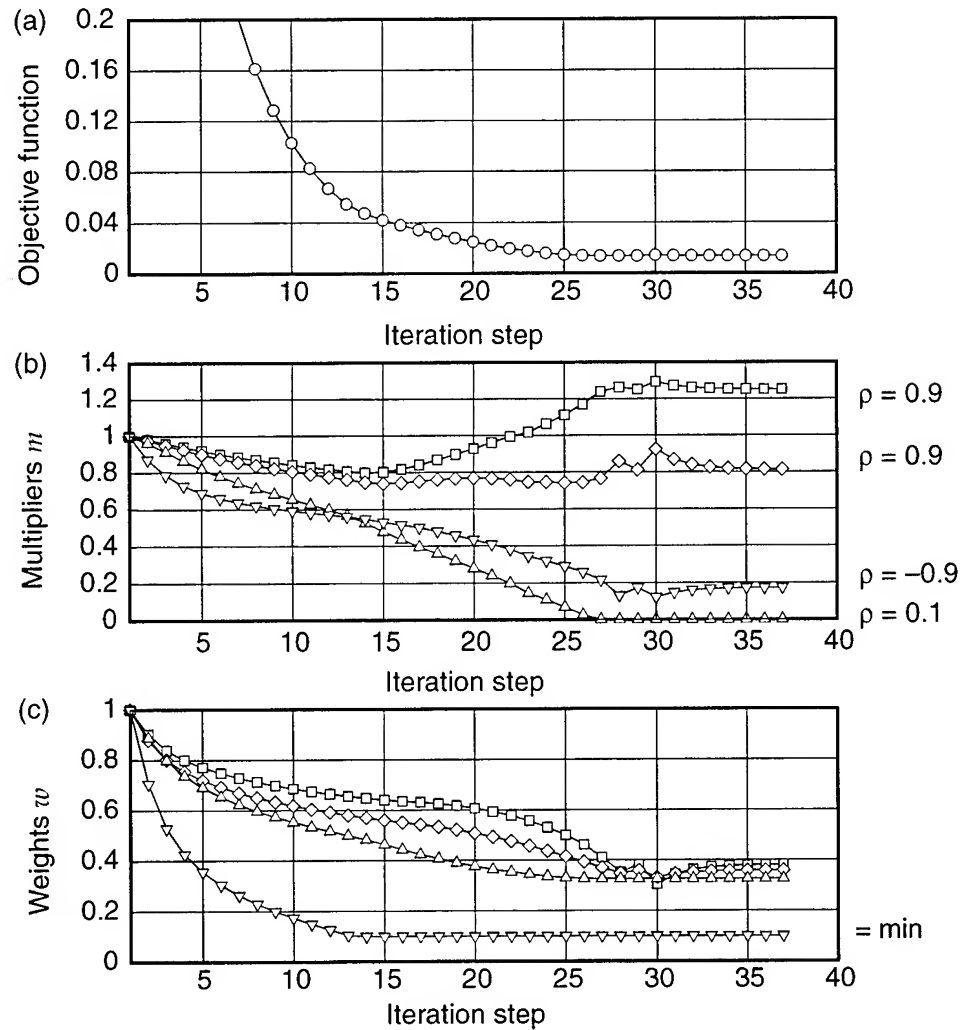 (a)
Objective function
0.2
0.16
0.12
0.08
0.04
0
5 10 15 20 25 30 35 40
Iteration step
(b)
Multipliers m
1.4
1.2
1
0.8
0.6
0.4
0.2
0
ρ = 0.9
ρ = 0.9
ρ = –0.9
ρ = 0.1
5 10 15 20 25 30 35 40
Iteration step
(c)
Weights w
1
0.8
0.6
0.4
0.2
0
= min
5 10 15 20 25 30 35 40
Iteration step